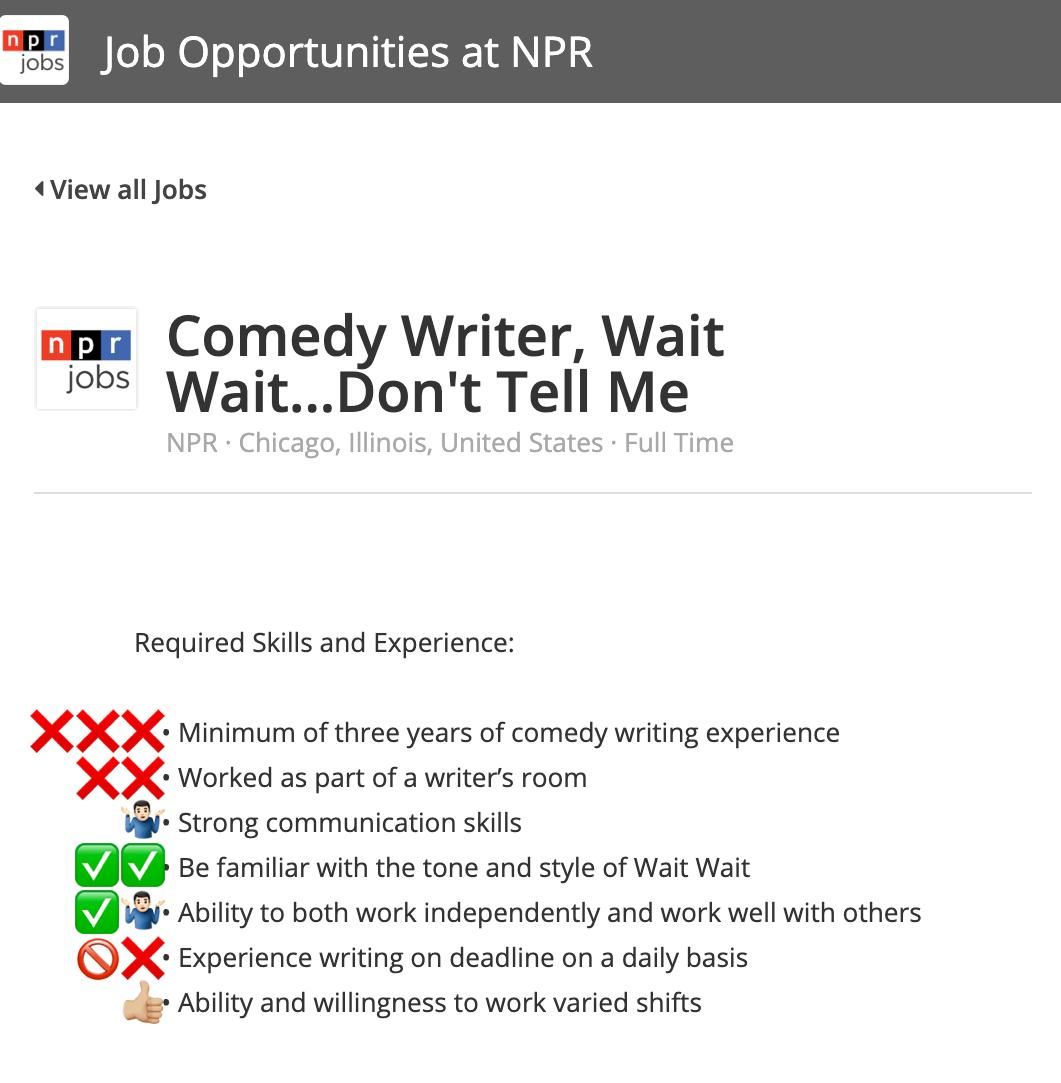 npr
jobs
Job Opportunities at NPR
View all Jobs
npr
jobs
Comedy Writer, Wait
Wait...Don't Tell Me
NPR · Chicago, Illinois, United States · Full Time
Required Skills and Experience:
❌❌❌• Minimum of three years of comedy writing experience
❌❌• Worked as part of a writer’s room
🤷🏻‍♂️• Strong communication skills
✅✅• Be familiar with the tone and style of Wait Wait
✅🤷🏻‍♂️• Ability to both work independently and work well with others
🚫❌• Experience writing on deadline on a daily basis
👍🏼• Ability and willingness to work varied shifts